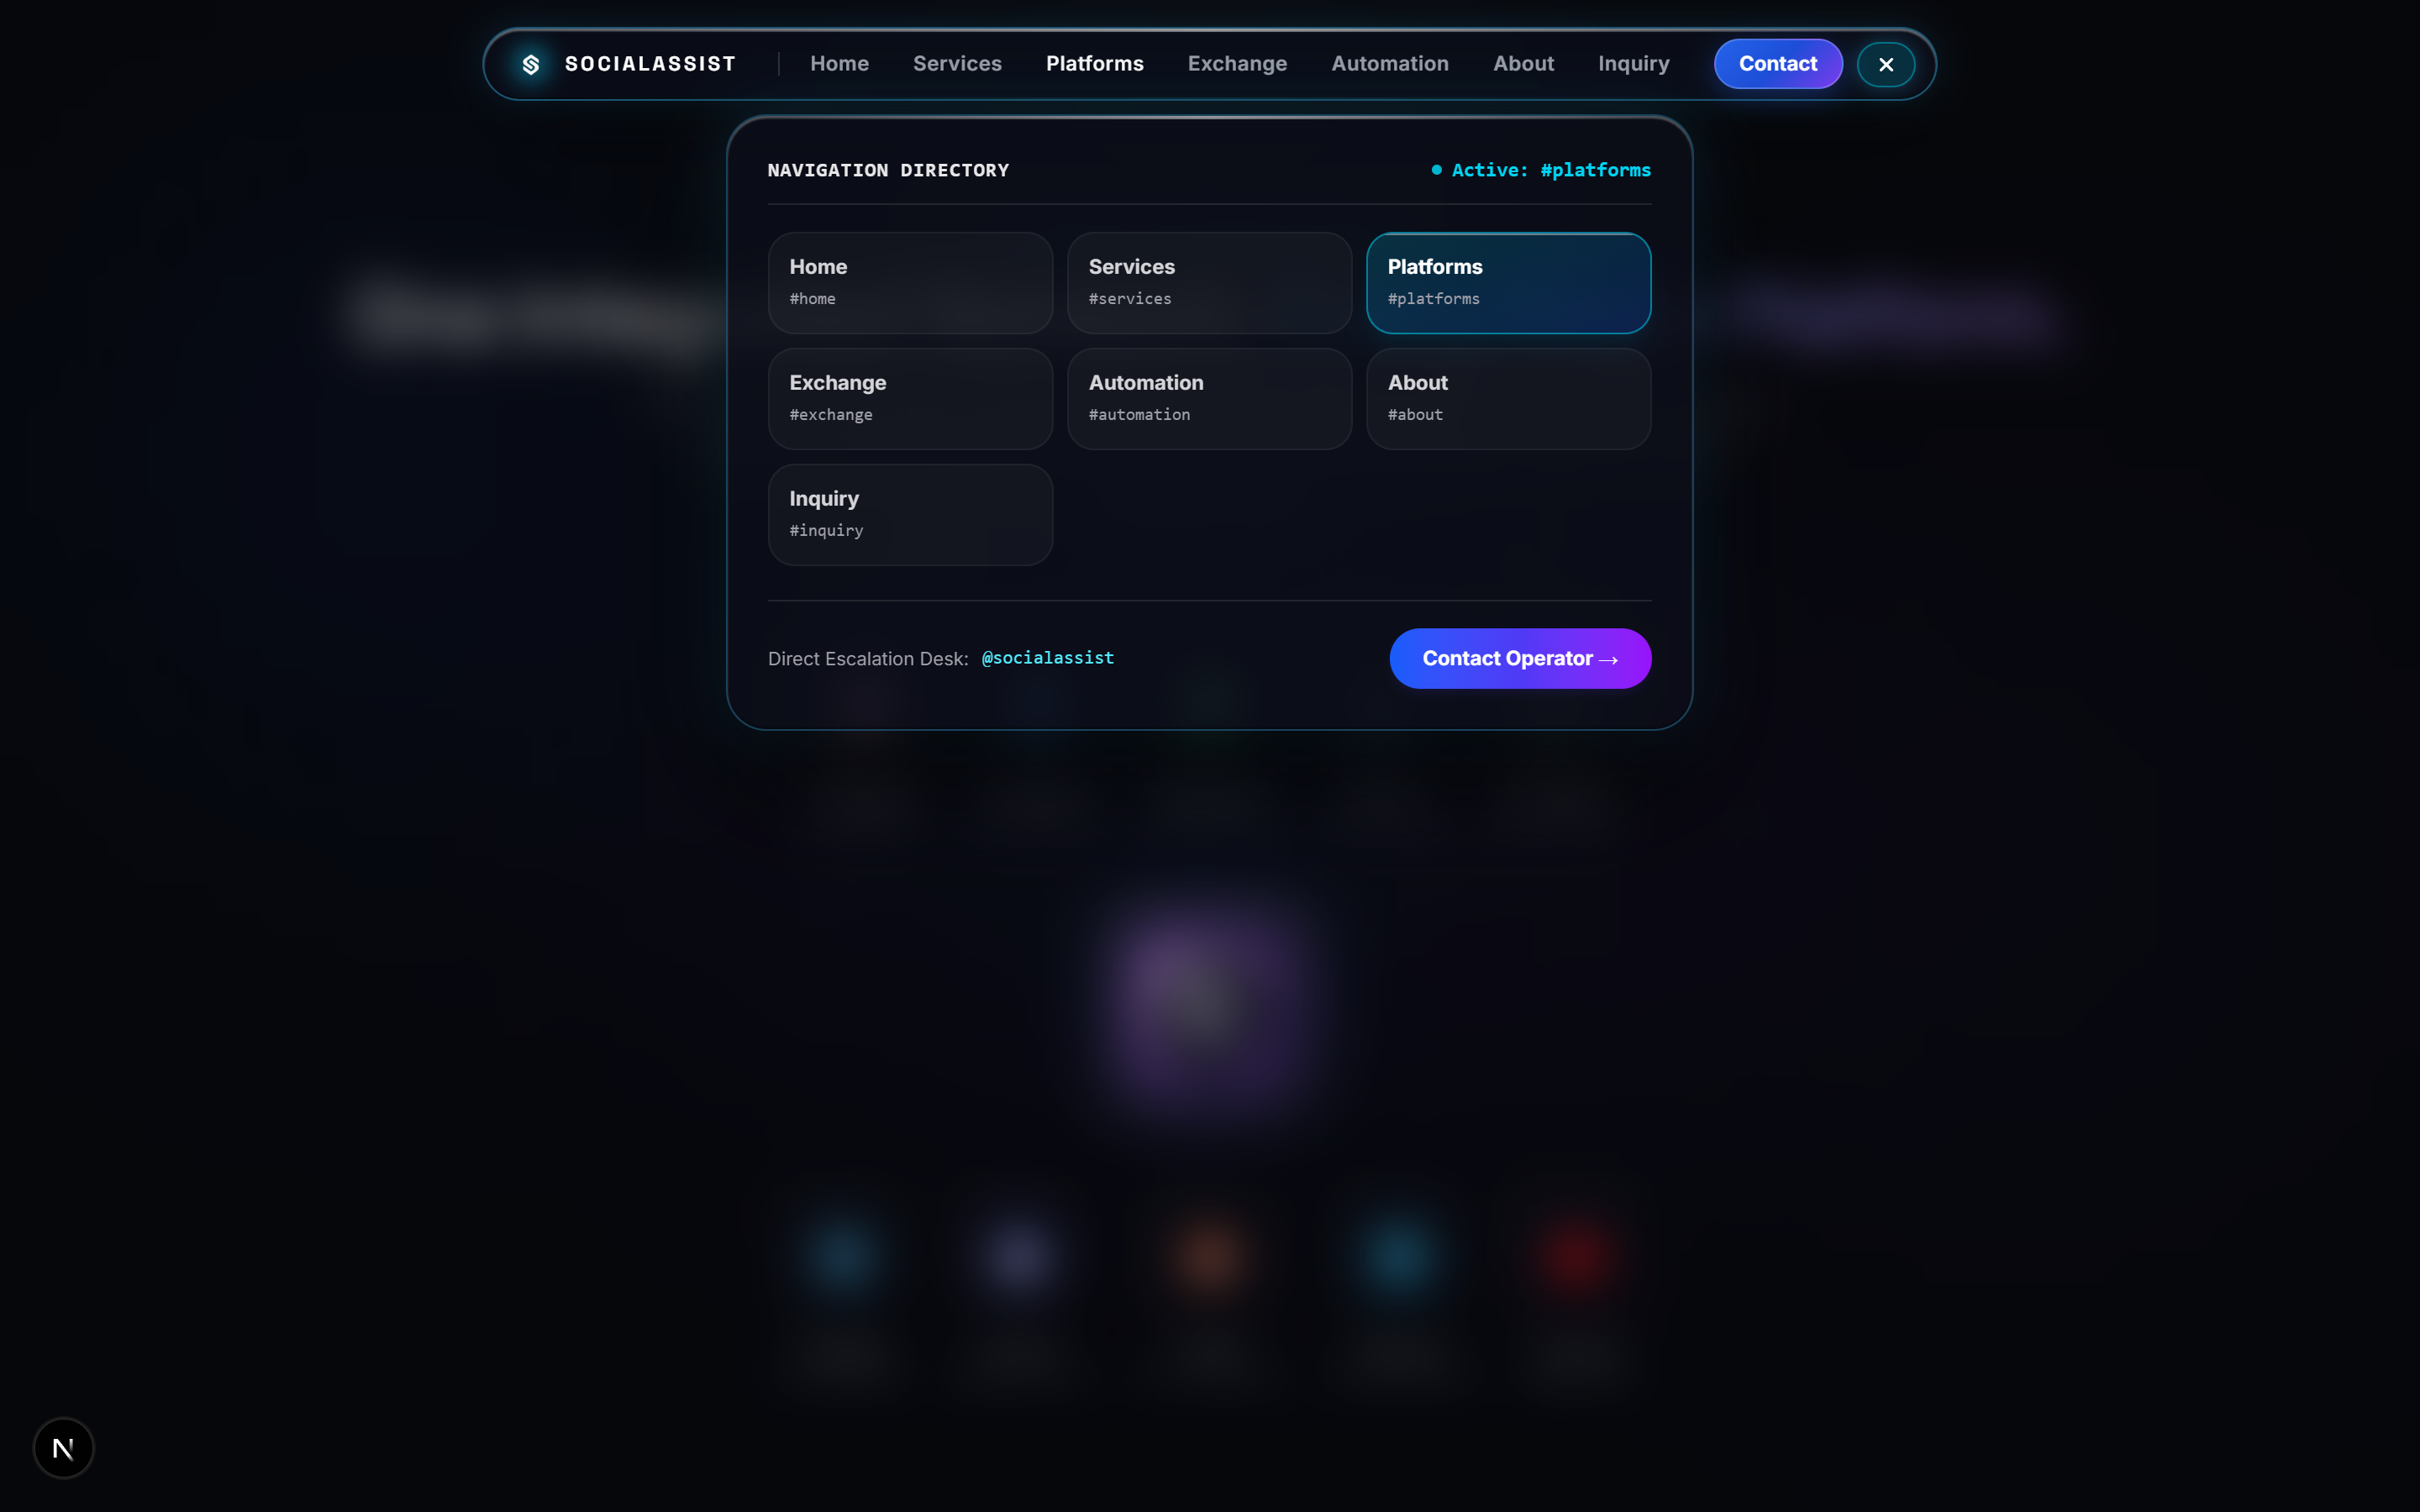 SOCIALASSIST
Home
Services
Platforms
Exchange
Automation
About
Inquiry
Contact
NAVIGATION DIRECTORY
Active: #platforms
Home
#home
Services
#services
Platforms
#platforms
Exchange
#exchange
Automation
#automation
About
#about
Inquiry
#inquiry
Direct Escalation Desk: @socialassist
Contact Operator →
N